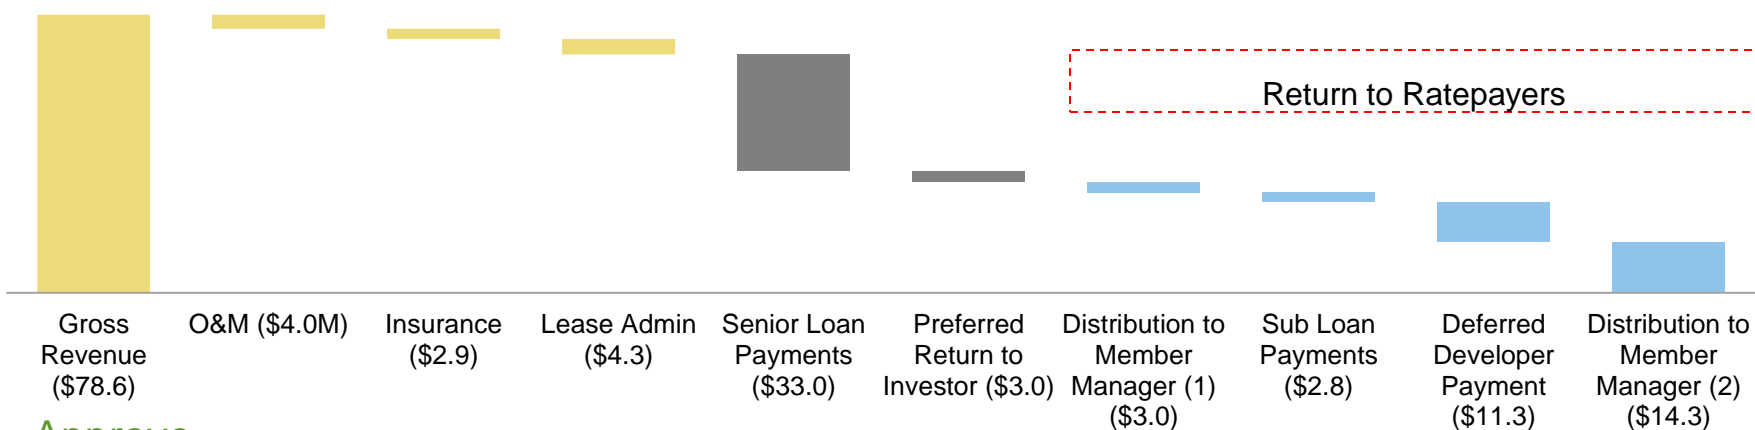 Return to Ratepayers
Gross
Revenue
($78.6)
O&M ($4.0M)
Insurance
($2.9)
Lease Admin
($4.3)
Senior Loan
Payments
($33.0)
Preferred
Return to
Investor ($3.0)
Distribution to
Member
Manager (1)
($3.0)
Sub Loan
Payments
($2.8)
Deferred
Developer
Payment
($11.3)
Distribution to
Member
Manager (2)
($14.3)